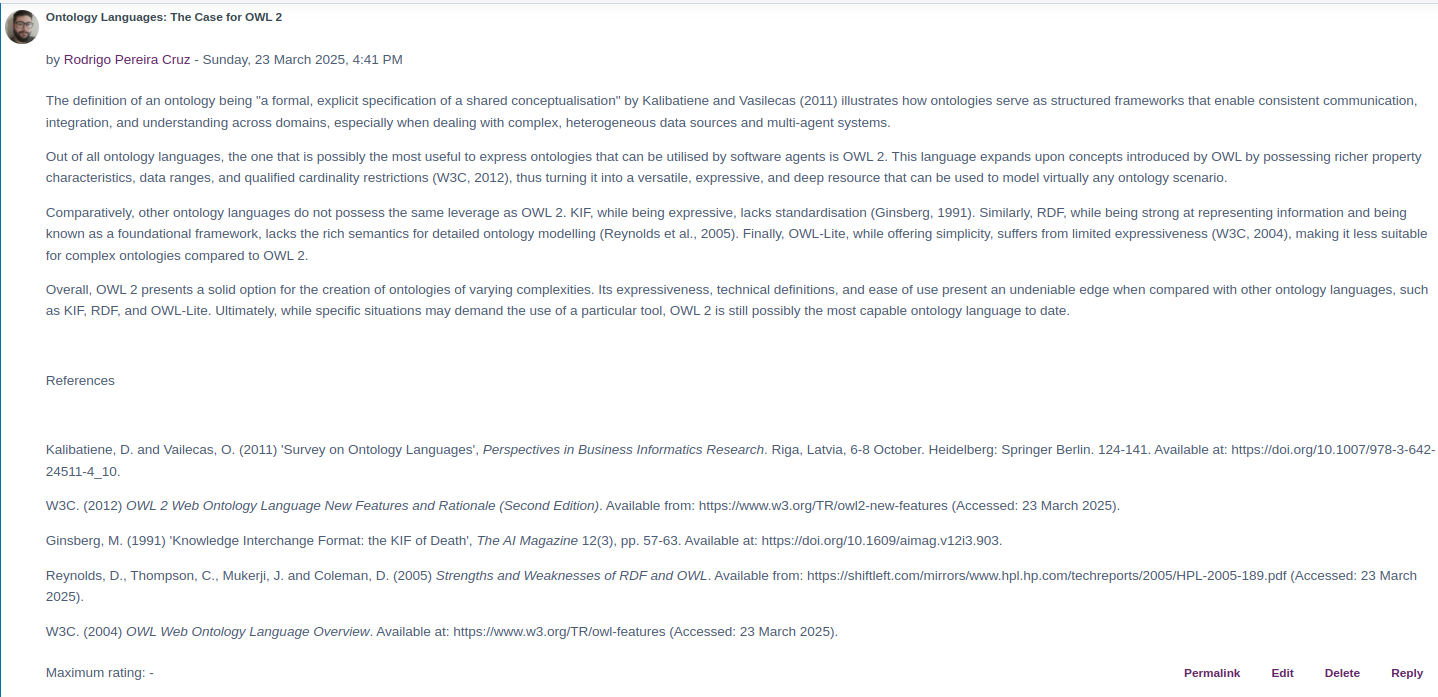 Ontology Languages: The Case for OWL 2
by Rodrigo Pereira Cruz - Sunday, 23 March 2025, 4:41 PM
The definition of an ontology being "a formal, explicit specification of a shared conceptualisation" by Kalibatiene and Vasilecas (2011) illustrates how ontologies serve as structured frameworks that enable consistent communication,
integration, and understanding across domains, especially when dealing with complex, heterogeneous data sources and multi-agent systems.
Out of all ontology languages, the one that is possibly the most useful to express ontologies that can be utilised by software agents is OWL 2. This language expands upon concepts introduced by OWL by possessing richer property
characteristics, data ranges, and qualified cardinality restrictions (W3C, 2012), thus turning it into a versatile, expressive, and deep resource that can be used to model virtually any ontology scenario.
Comparatively, other ontology languages do not possess the same leverage as OWL 2. KIF, while being expressive, lacks standardisation (Ginsberg, 1991). Similarly, RDF, while being strong at representing information and being
known as a foundational framework, lacks the rich semantics for detailed ontology modelling (Reynolds et al., 2005). Finally, OWL-Lite, while offering simplicity, suffers from limited expressiveness (W3C, 2004), making it less suitable
for complex ontologies compared to OWL 2.
Overall, OWL 2 presents a solid option for the creation of ontologies of varying complexities. Its expressiveness, technical definitions, and ease of use present an undeniable edge when compared with other ontology languages, such
as KIF, RDF, and OWL-Lite. Ultimately, while specific situations may demand the use of a particular tool, OWL 2 is still possibly the most capable ontology language to date.
References
Kalibatiene, D. and Vailecas, O. (2011) 'Survey on Ontology Languages', Perspectives in Business Informatics Research. Riga, Latvia, 6-8 October. Heidelberg: Springer Berlin. 124-141. Available at: https://doi.org/10.1007/978-3-642-
24511-4_10.
W3C. (2012) OWL 2 Web Ontology Language New Features and Rationale (Second Edition). Available from: https://www.w3.org/TR/owl2-new-features (Accessed: 23 March 2025).
Ginsberg, M. (1991) 'Knowledge Interchange Format: the KIF of Death', The AI Magazine 12(3), pp. 57-63. Available at: https://doi.org/10.1609/aimag.v12i3.903.
Reynolds, D., Thompson, C., Mukerji, J. and Coleman, D. (2005) Strengths and Weaknesses of RDF and OWL. Available from: https://shiftleft.com/mirrors/www.hpl.hp.com/techreports/2005/HPL-2005-189.pdf (Accessed: 23 March
2025).
W3C. (2004) OWL Web Ontology Language Overview. Available at: https://www.w3.org/TR/owl-features (Accessed: 23 March 2025).
Maximum rating: - Permalink Edit Delete Reply